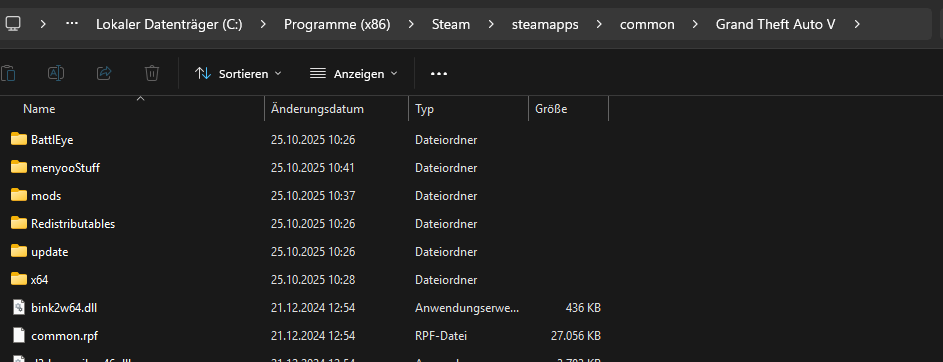 Lokaler Datenträger (C:) > Programme (x86) > Steam > steamapps > common > Grand Theft Auto V >
Sortieren Anzeigen
Name Änderungsdatum Typ Größe
BattlEye 25.10.2025 10:26 Dateiordner
menyooStuff 25.10.2025 10:41 Dateiordner
mods 25.10.2025 10:37 Dateiordner
Redistributables 25.10.2025 10:26 Dateiordner
update 25.10.2025 10:26 Dateiordner
x64 25.10.2025 10:28 Dateiordner
bink2w64.dll 21.12.2024 12:54 Anwendungserwe... 436 KB
common.rpf 21.12.2024 12:54 RPF-Datei 27.056 KB